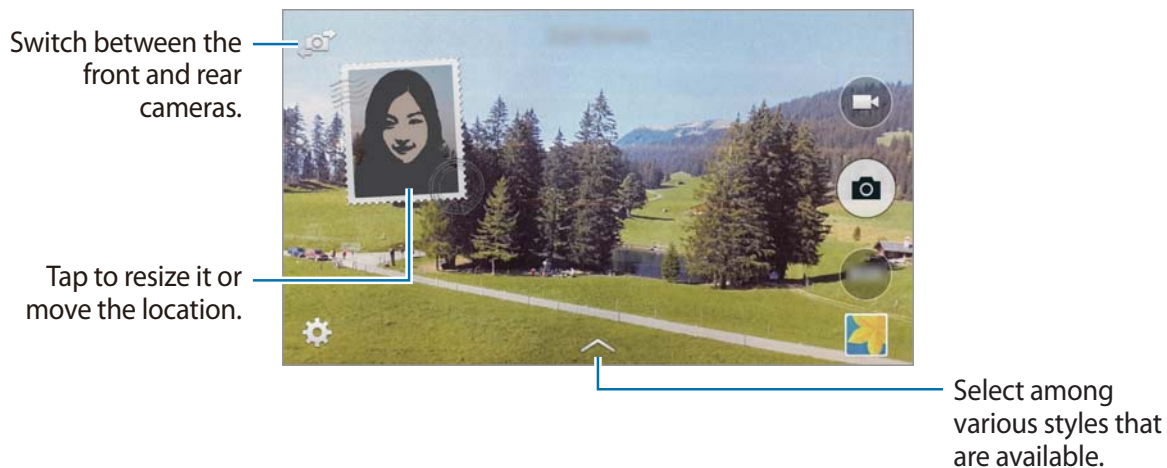 Switch between the
front and rear
cameras.
Tap to resize it or
move the location.
Select among
various styles that
are available.